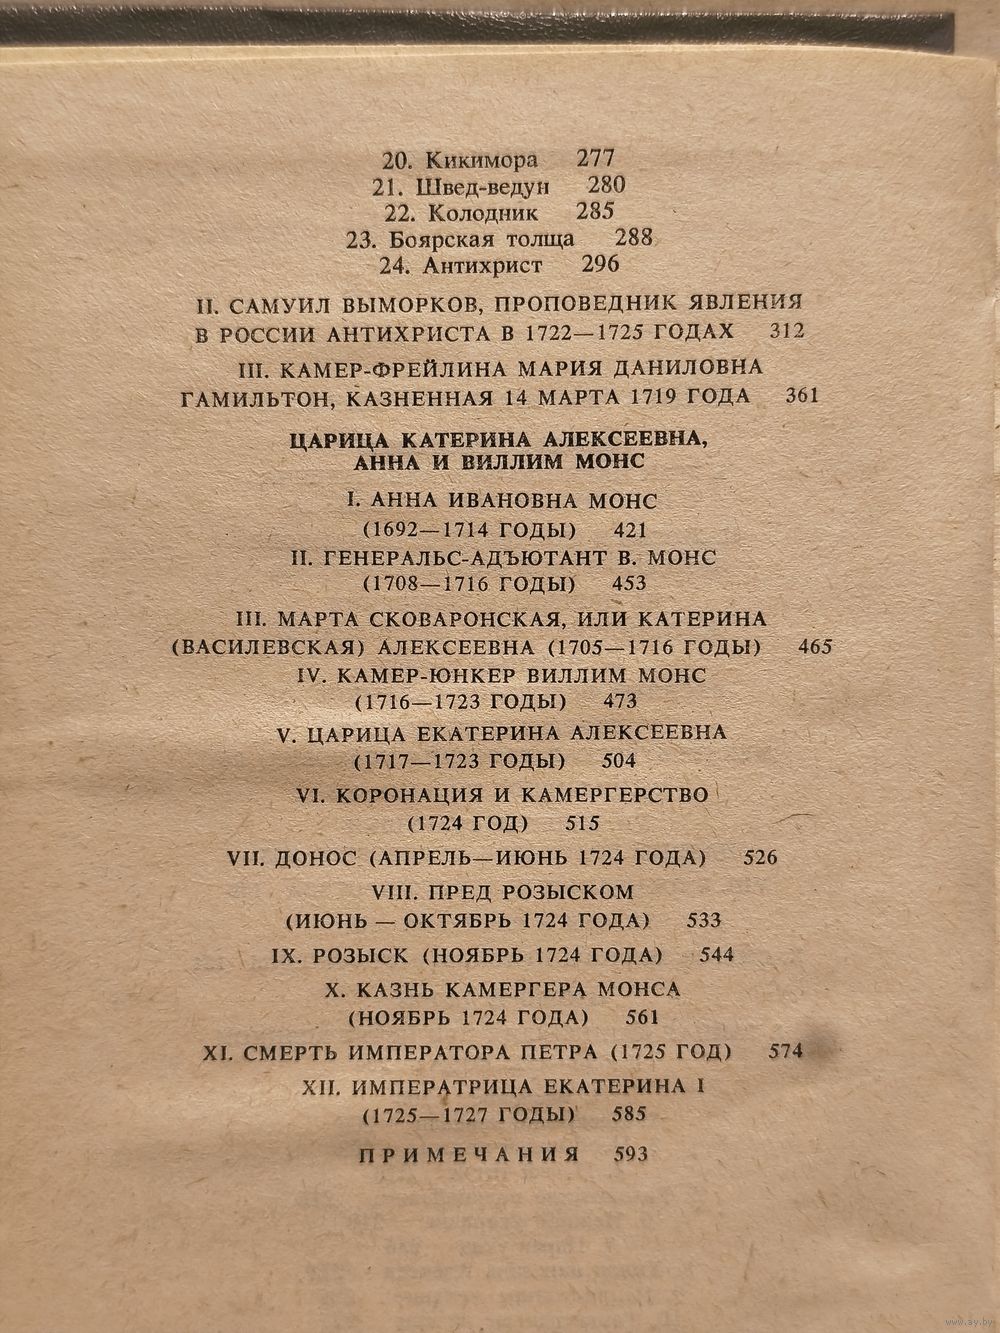 20. Кикимора 277
21. Швед-ведун 280
22. Колодник 285
23. Боярская толща 288
24. Антихрист 296
II. САМУИЛ ВЫМОРКОВ, ПРОПОВЕДНИК ЯВЛЕНИЯ
В РОССИИ АНТИХРИСТА В 1722—1725 ГОДАХ 312
III. КАМЕР-ФРЕЙЛИНА МАРИЯ ДАНИЛОВНА
ГАМИЛЬТОН, КАЗНЕННАЯ 14 МАРТА 1719 ГОДА 361
ЦАРИЦА КАТЕРИНА АЛЕКСЕЕВНА,
АННА И ВИЛЛИМ МОНС
I. АННА ИВАНОВНА МОНС
(1692—1714 ГОДЫ) 421
II. ГЕНЕРАЛЬС-АДЪЮТАНТ В. МОНС
(1708—1716 ГОДЫ) 453
III. МАРТА СКОВАРОНСКАЯ, ИЛИ КАТЕРИНА
(ВАСИЛЕВСКАЯ) АЛЕКСЕЕВНА (1705—1716 ГОДЫ) 465
IV. КАМЕР-ЮНКЕР ВИЛЛИМ МОНС
(1716—1723 ГОДЫ) 473
V. ЦАРИЦА ЕКАТЕРИНА АЛЕКСЕЕВНА
(1717—1723 ГОДЫ) 504
VI. КОРОНАЦИЯ И КАМЕРГЕРСТВО
(1724 ГОД) 515
VII. ДОНОС (АПРЕЛЬ—ИЮНЬ 1724 ГОДА) 526
VIII. ПРЕД РОЗЫСКОМ
(ИЮНЬ — ОКТЯБРЬ 1724 ГОДА) 533
IX. РОЗЫСК (НОЯБРЬ 1724 ГОДА) 544
X. КАЗНЬ КАМЕРГЕРА МОНСА
(НОЯБРЬ 1724 ГОДА) 561
XI. СМЕРТЬ ИМПЕРАТОРА ПЕТРА (1725 ГОД) 574
XII. ИМПЕРАТРИЦА ЕКАТЕРИНА I
(1725—1727 ГОДЫ) 585
ПРИМЕЧАНИЯ 593
www.ay.by